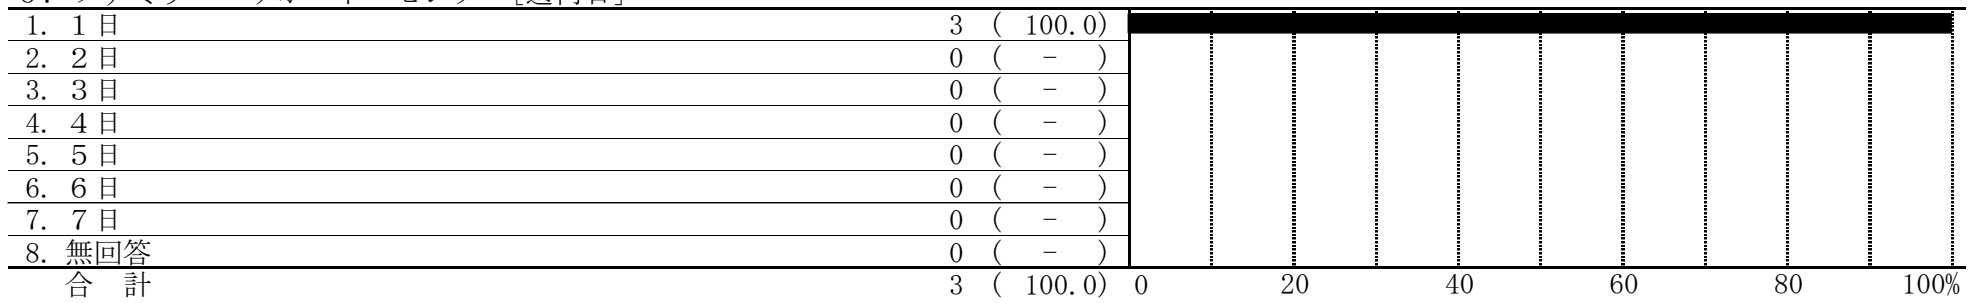 1. 1日 3 ( 100.0)
2. 2日 0 ( - )
3. 3日 0 ( - )
4. 4日 0 ( - )
5. 5日 0 ( - )
6. 6日 0 ( - )
7. 7日 0 ( - )
8. 無回答 0 ( - )
合 計 3 ( 100.0) 0 20 40 60 80 100%